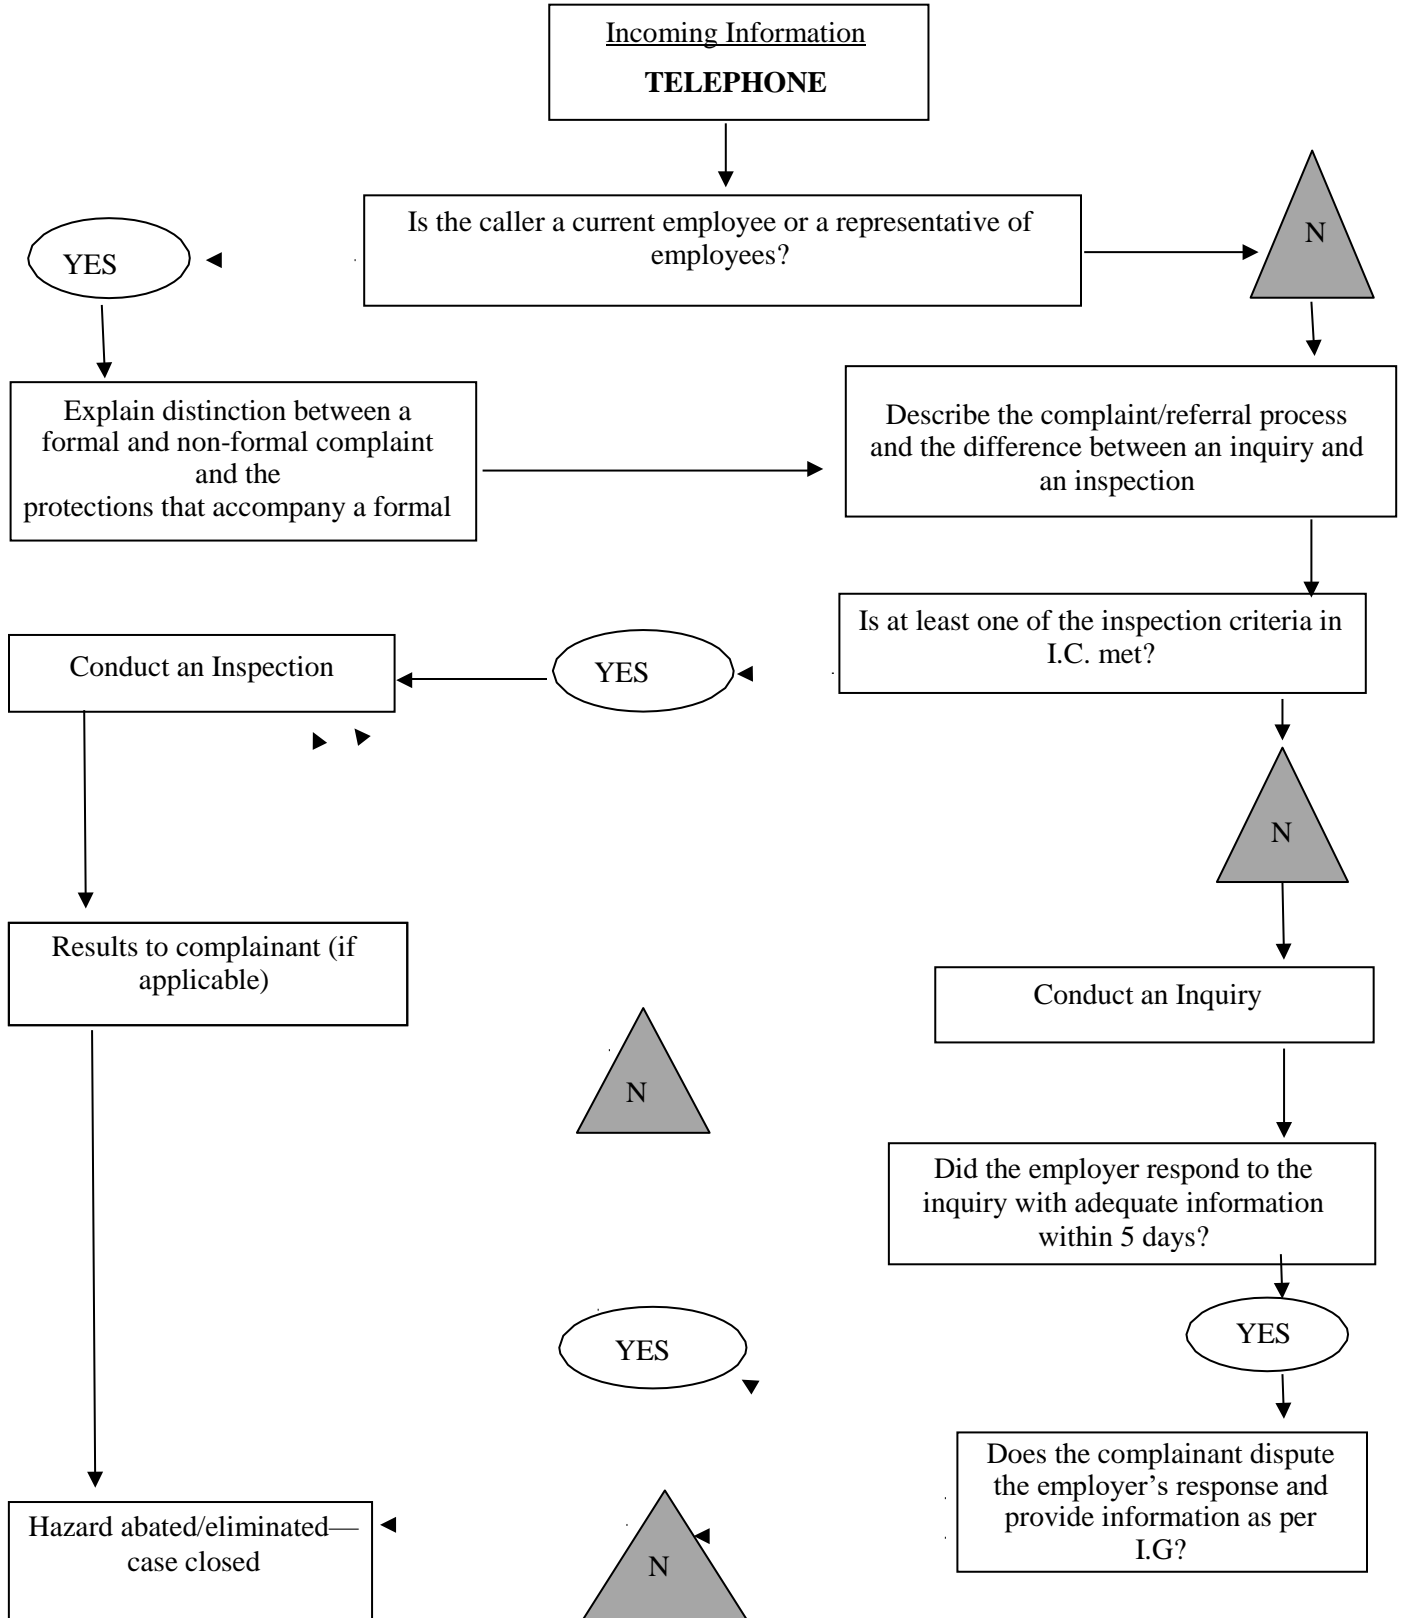 Incoming Information
TELEPHONE
Is the caller a current employee or a representative of
employees?
N
YES
Explain distinction between a
formal and non-formal complaint
and the
protections that accompany a formal
Describe the complaint/referral process
and the difference between an inquiry and
an inspection
Is at least one of the inspection criteria in
I.C. met?
YES
Conduct an Inspection
N
Results to complainant (if
applicable)
Conduct an Inquiry
N
Did the employer respond to the
inquiry with adequate information
within 5 days?
YES
YES
Does the complainant dispute
the employer’s response and
provide information as per
I.G?
N
Hazard abated/eliminated—
case closed